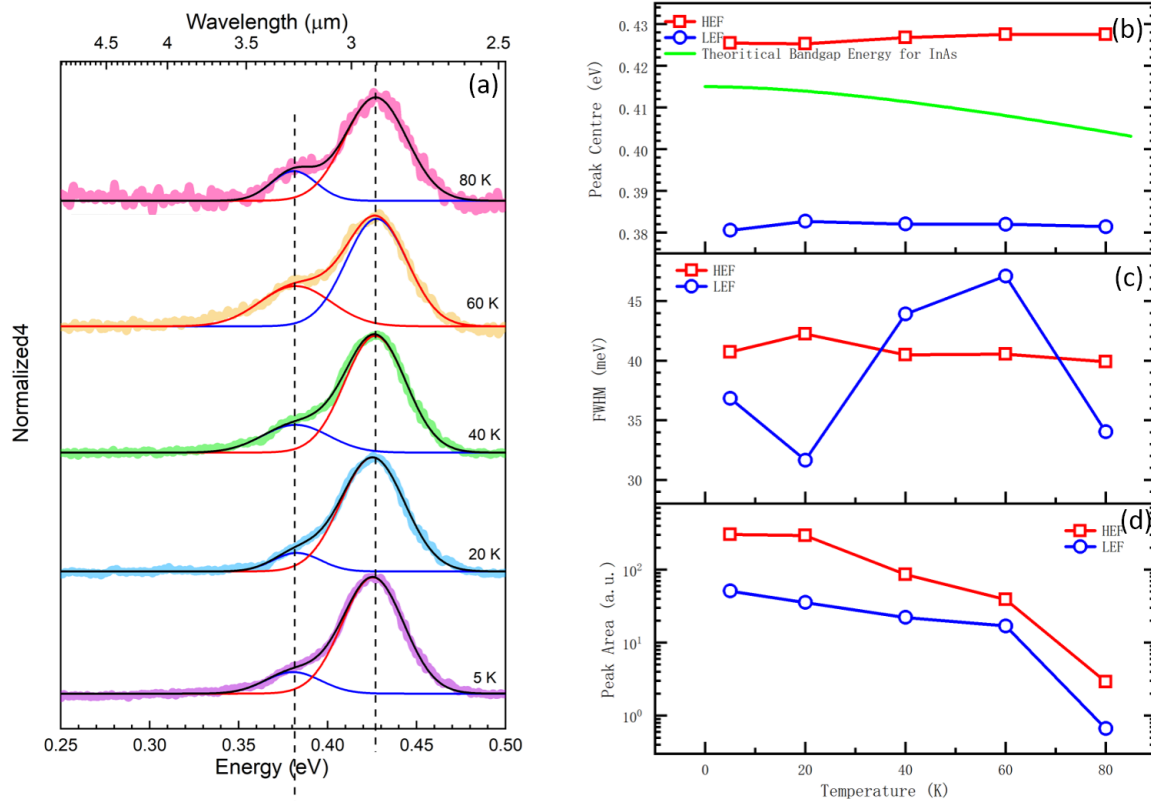 Wavelength (μm)
4.5 4 3.5 3 2.5
(a)
80 K
60 K
40 K
20 K
5 K
Normalized4
0.25 0.30 0.35 0.40 0.45 0.50
Energy (eV)
(b)
HEF
LEF
Theoritical Bandgap Energy for InAs
0.43
0.42
0.41
0.40
0.39
0.38
Peak Centre (eV)
(c)
HEF
LEF
45
40
35
30
FWHM (meV)
(d)
HEF
LEF
10²
10¹
10⁰
Peak Area (a.u.)
0 20 40 60 80
Temperature (K)